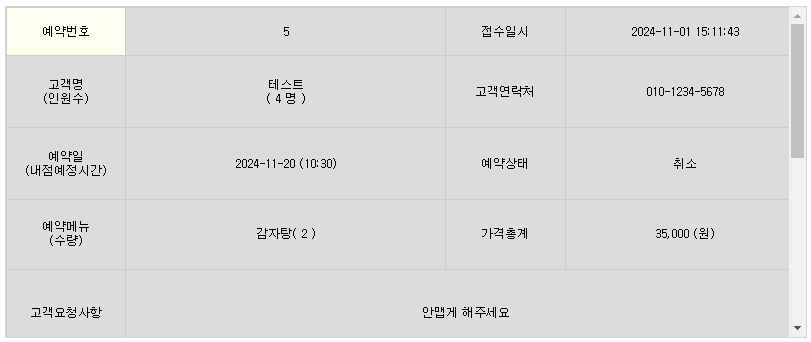 예약번호 5 접수일시 2024-11-01 15:11:43
고객명
(인원수)
테스트
( 4 명 )
고객연락처 010-1234-5678
예약일
(내점예정시간)
2024-11-20 (10:30) 예약상태 취소
예약메뉴
(수량)
감자탕( 2 ) 가격총계 35,000 (원)
고객요청사항 안맵게 해주세요